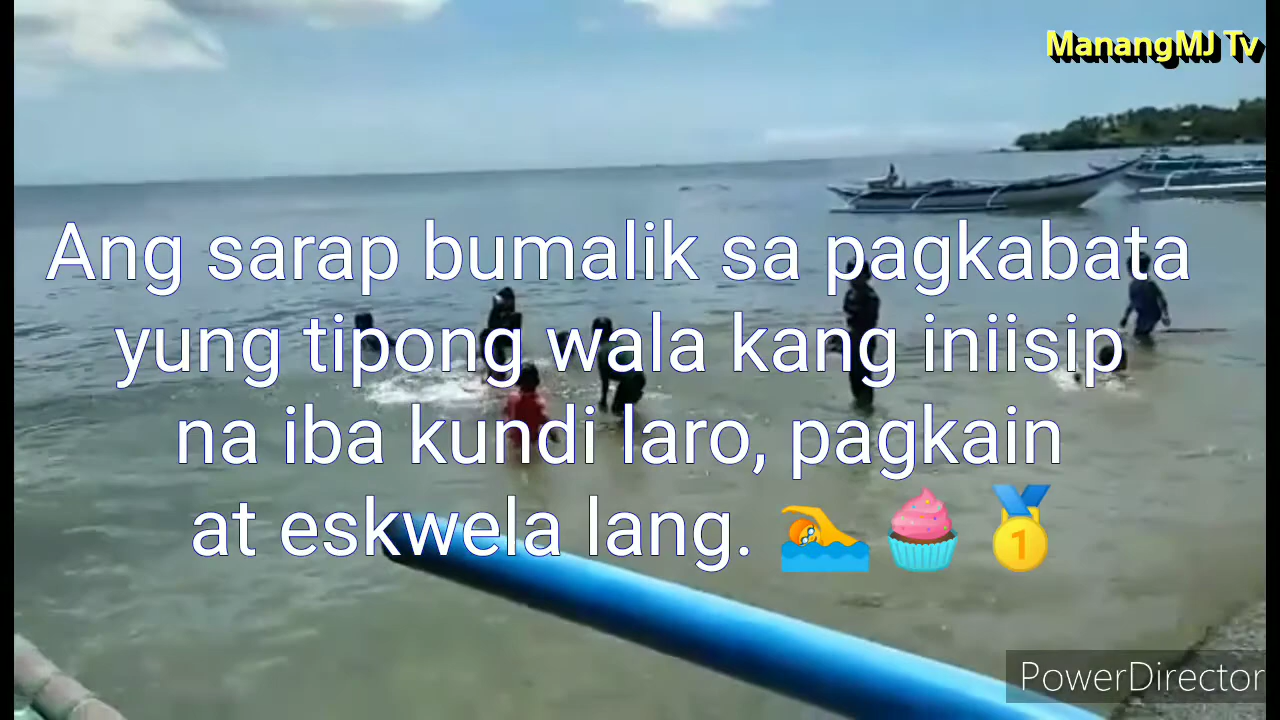 ManangMJ Tv
Ang sarap bumalik sa pagkabata
yung tipong wala kang iniisip
na iba kundi laro, pagkain
at eskwela lang. 🏊🧁🥇
PowerDirector